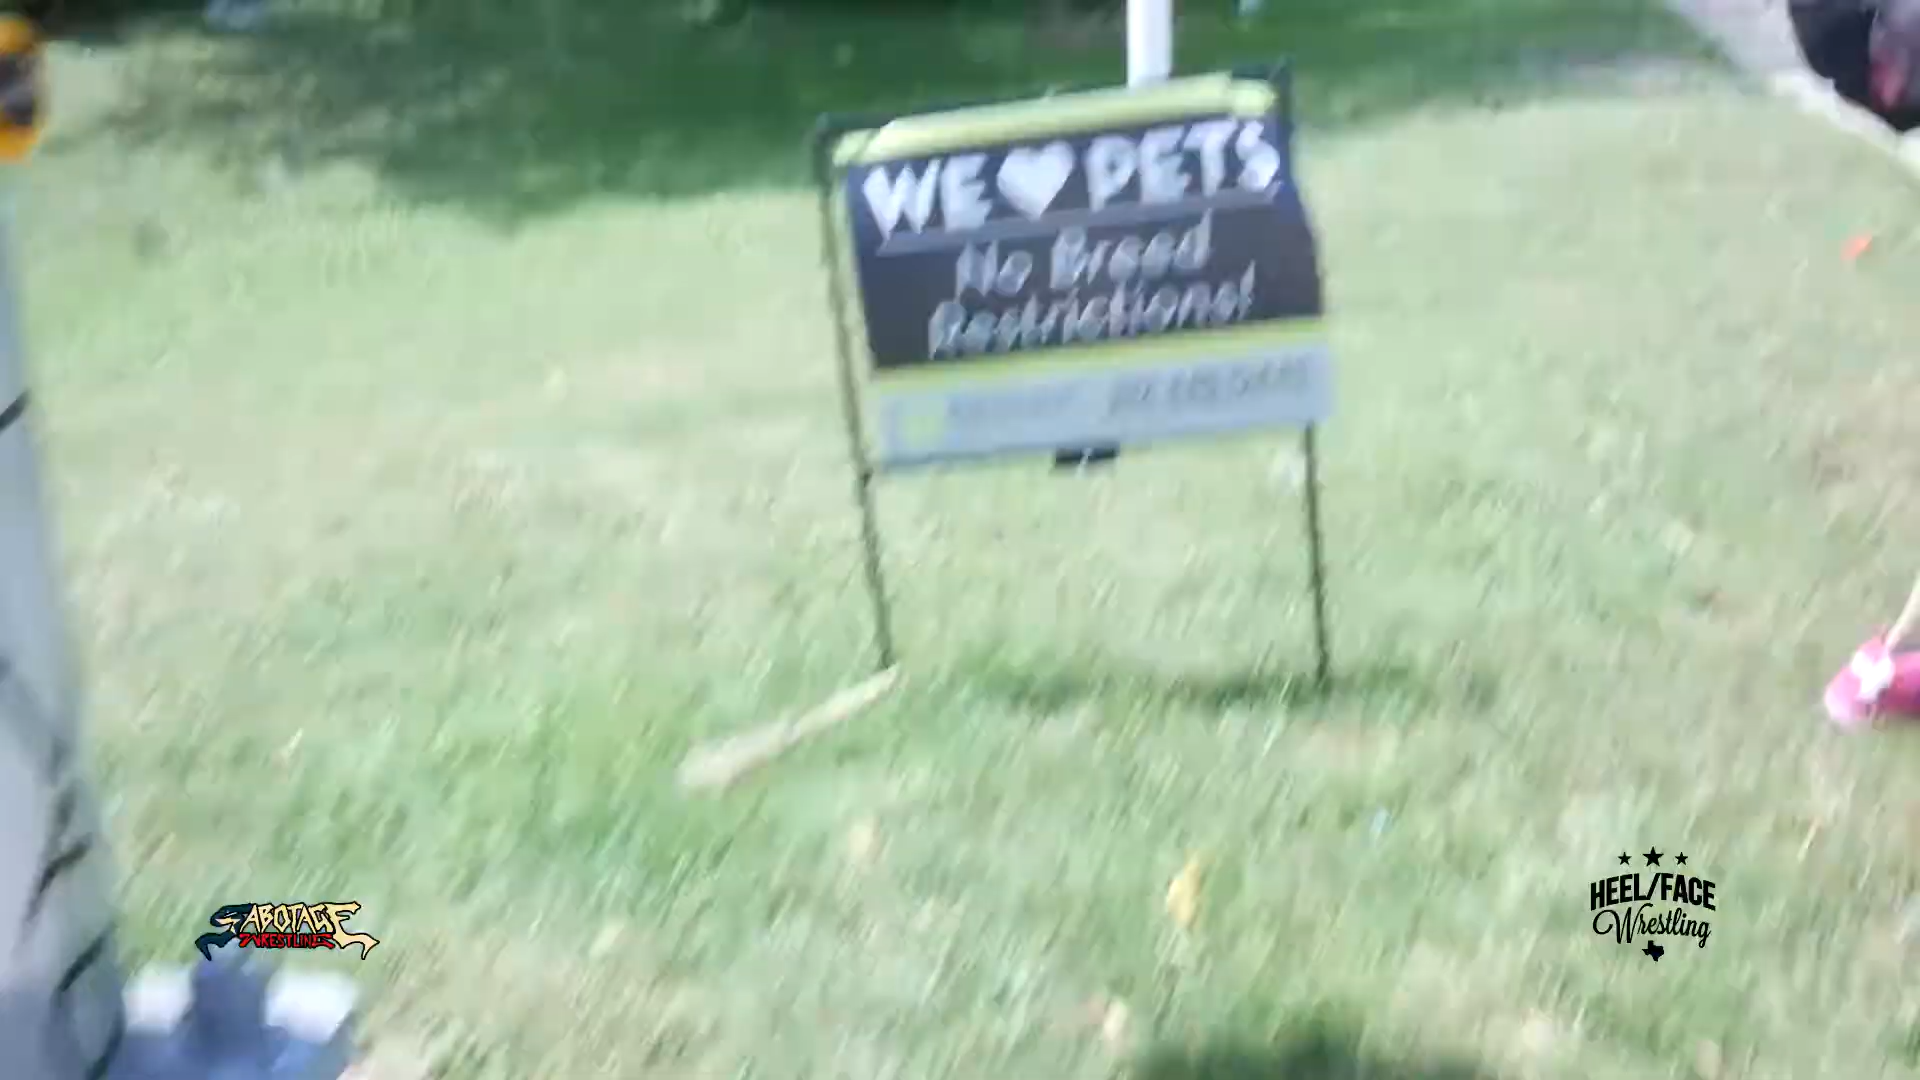 WE ♥ PETS
No Breed
Restrictions!
SABOTAGE
WRESTLING
HEEL/FACE
Wrestling